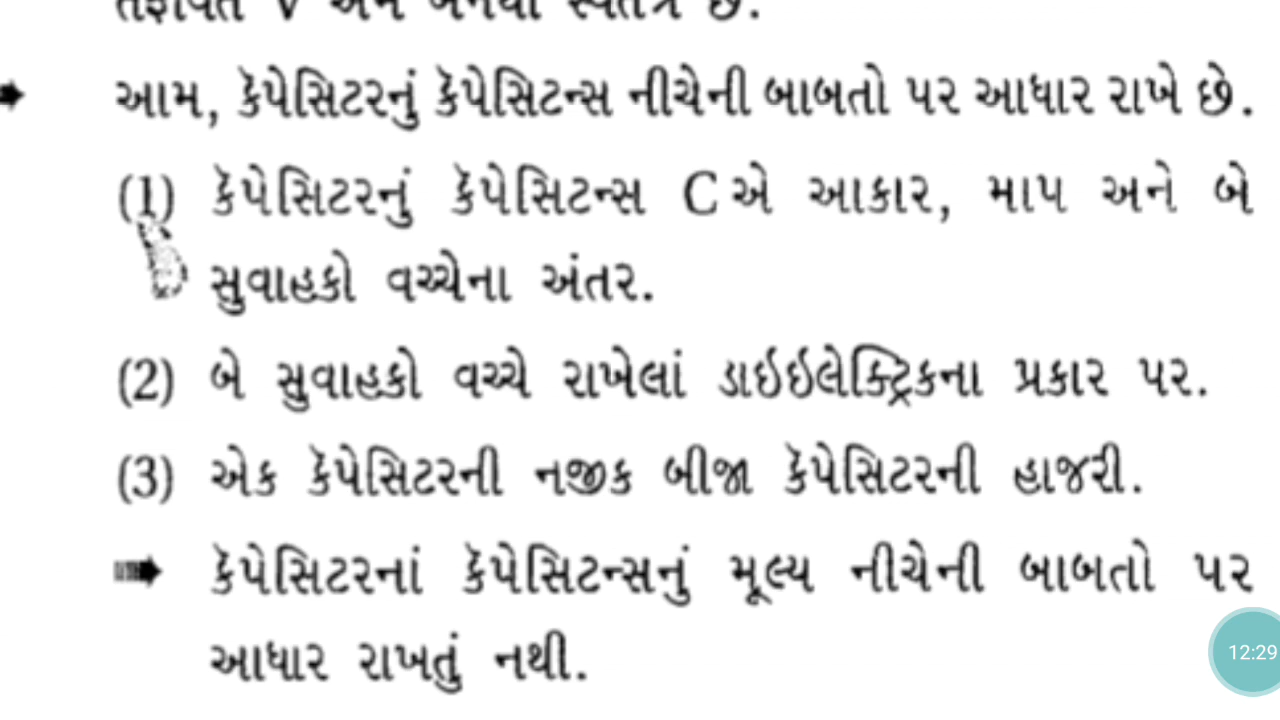 V
છે.
આમ, કૅપેસિટરનું કૅપેસિટન્સ નીચેની બાબતો પર આધાર રાખે છે.
(1) કૅપેસિટરનું કૅપેસિટન્સ C એ આકાર, માપ અને બે
સુવાહકો વચ્ચેના અંતર.
(2) બે સુવાહકો વચ્ચે રાખેલાં ડાઇઇલેક્ટ્રિકના પ્રકાર પર.
(3) એક કૅપેસિટરની નજીક બીજા કૅપેસિટરની હાજરી.
કૅપેસિટરનાં કૅપેસિટન્સનું મૂલ્ય નીચેની બાબતો પર
આધાર રાખતું નથી.
12:29